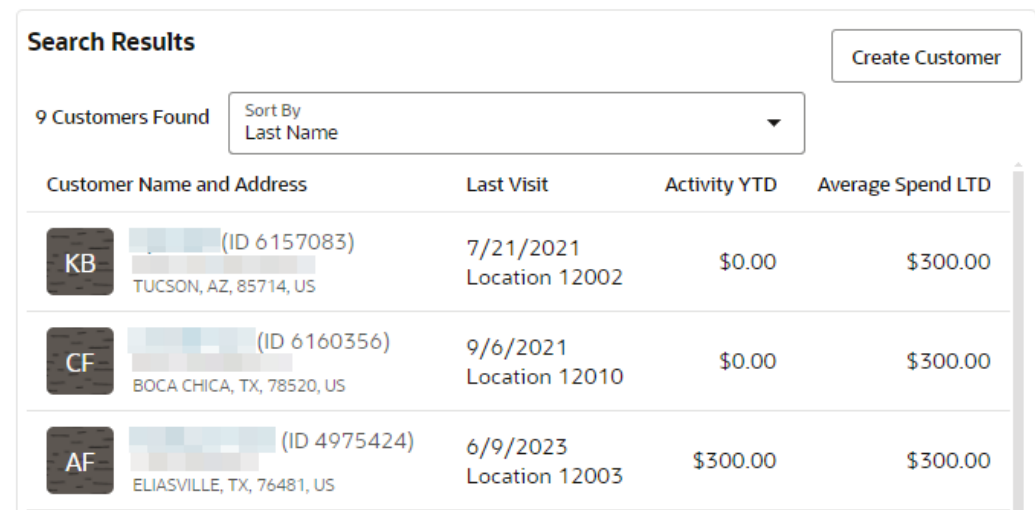 Search Results
Create Customer
9 Customers Found
Sort By
Last Name
Customer Name and Address Last Visit Activity YTD Average Spend LTD
KB
(ID 6157083)
TUCSON, AZ, 85714, US
7/21/2021
Location 12002
$0.00
$300.00
CF
(ID 6160356)
BOCA CHICA, TX, 78520, US
9/6/2021
Location 12010
$0.00
$300.00
AF
(ID 4975424)
ELIASVILLE, TX, 76481, US
6/9/2023
Location 12003
$300.00
$300.00